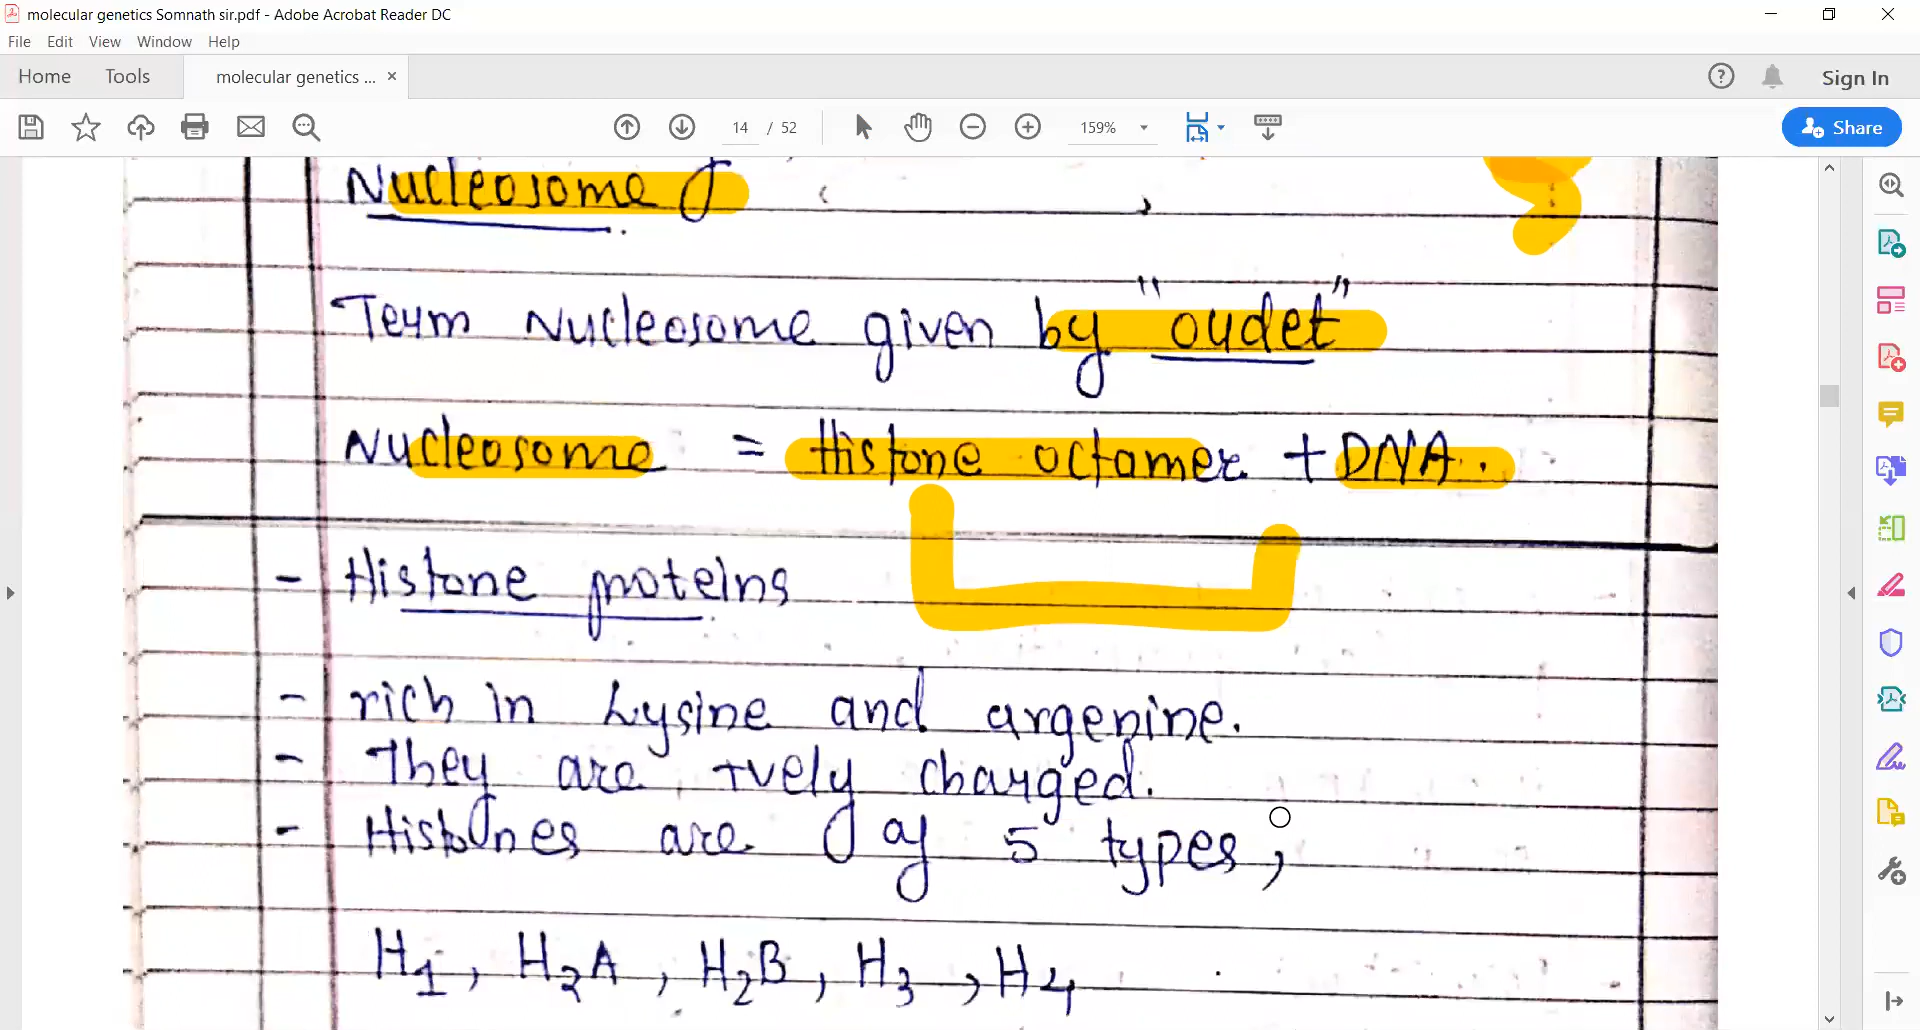 molecular genetics Somnath sir.pdf - Adobe Acrobat Reader DC
File Edit View Window Help
Home Tools molecular genetics ... × ? Sign In
14 / 52 159% Share
Nucleosome
Term Nucleosome given by "oudet"
Nucleosome = Histone octamer + DNA.
- Histone proteins
- rich in Lysine and argenine.
- They are +vely charged.
- Histones are of 5 types;
H1, H2A, H2B, H3, H4